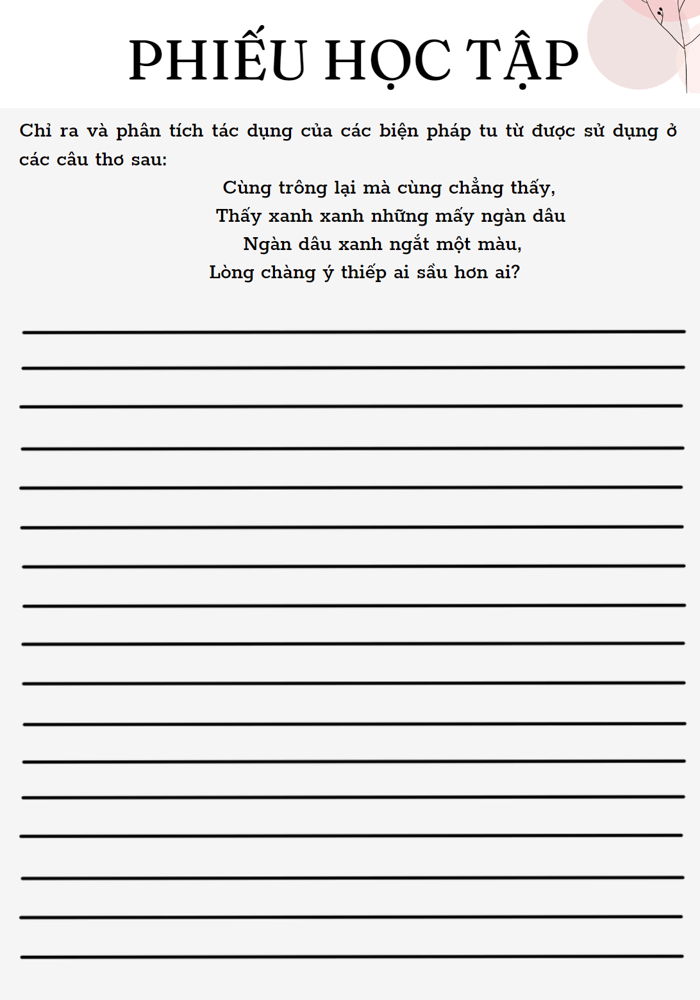 PHIẾU HỌC TẬP
Chỉ ra và phân tích tác dụng của các biện pháp tu từ được sử dụng ở
các câu thơ sau:
Cùng trông lại mà cùng chẳng thấy,
Thấy xanh xanh những mấy ngàn dâu
Ngàn dâu xanh ngắt một màu,
Lòng chàng ý thiếp ai sầu hơn ai?